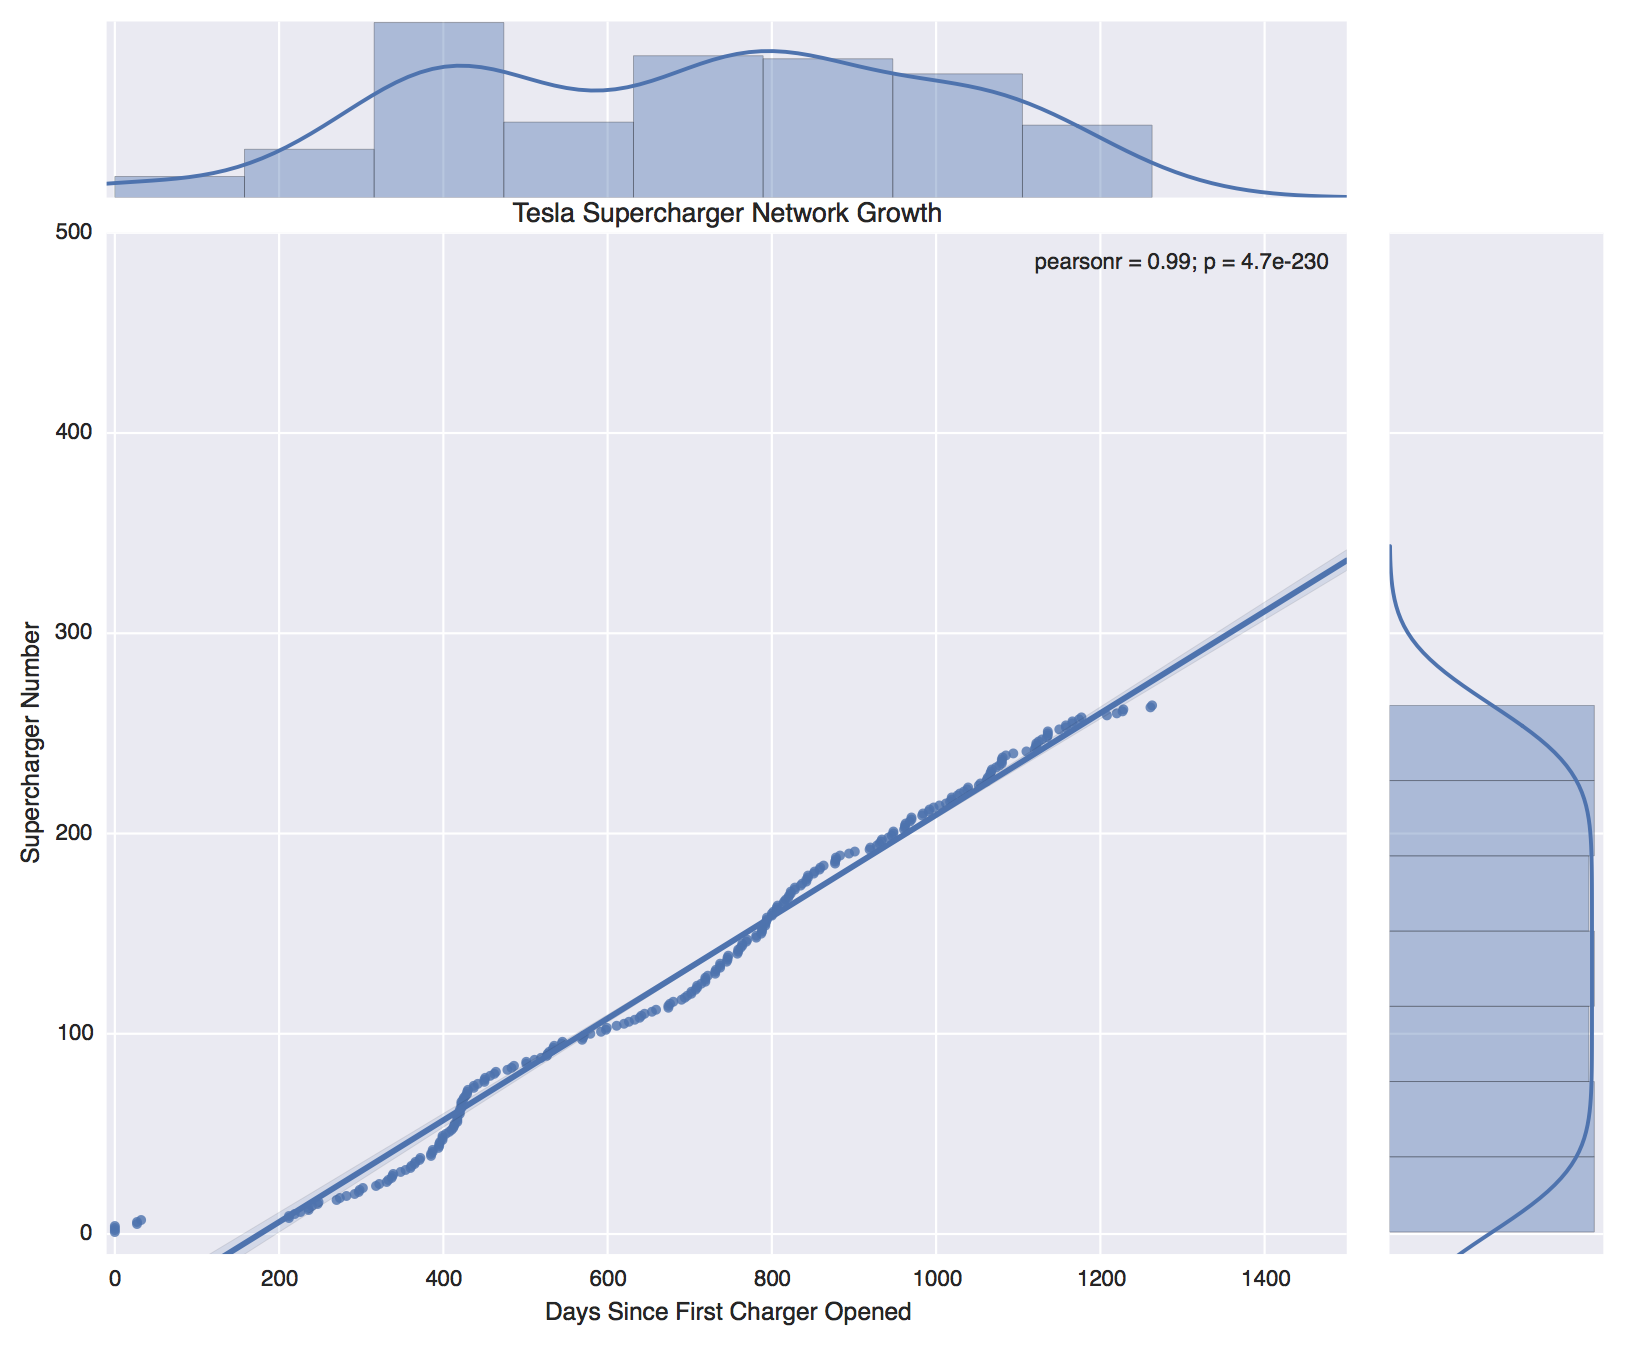 Tesla Supercharger Network Growth
pearsonr = 0.99; p = 4.7e-230
500
400
300
200
100
0
Supercharger Number
0 200 400 600 800 1000 1200 1400
Days Since First Charger Opened